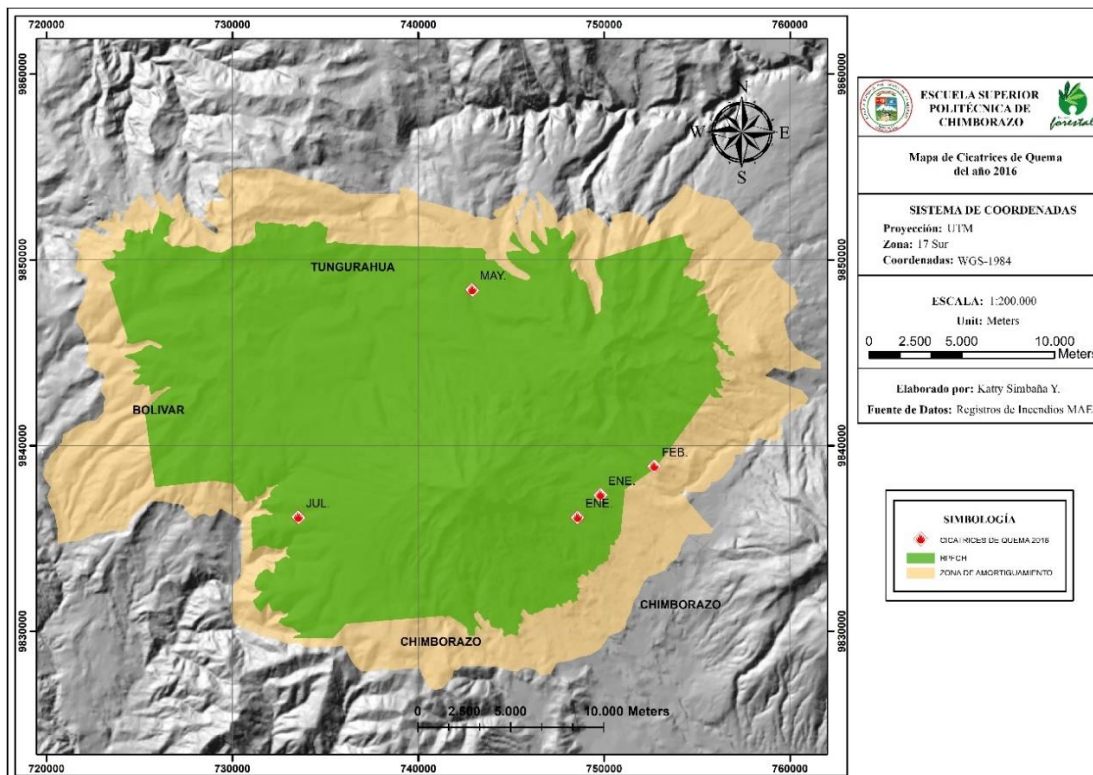 720000 730000 740000 750000 760000
9860000 9860000
N
W E
S
9850000 9850000
TUNGURAHUA
MAY.
BOLIVAR
9840000 9840000
FEB.
ENE.
JUL. ENE.
CHIMBORAZO
9830000 9830000
CHIMBORAZO
0 2.500 5.000 10.000 Meters
720000 730000 740000 750000 760000
ESCUELA SUPERIOR
POLITÉCNICA DE
CHIMBORAZO
forestal
Mapa de Cicatrices de Quema
del año 2016
SISTEMA DE COORDENADAS
Proyección: UTM
Zona: 17 Sur
Coordenadas: WGS-1984
ESCALA: 1:200.000
Unit: Meters
0 2.500 5.000 10.000
Meters
Elaborado por: Katty Simbaña Y.
Fuente de Datos: Registros de Incendios MAE.
SIMBOLOGÍA
CICATRICES DE QUEMA 2016
RPFCH
ZONA DE AMORTIGUAMIENTO